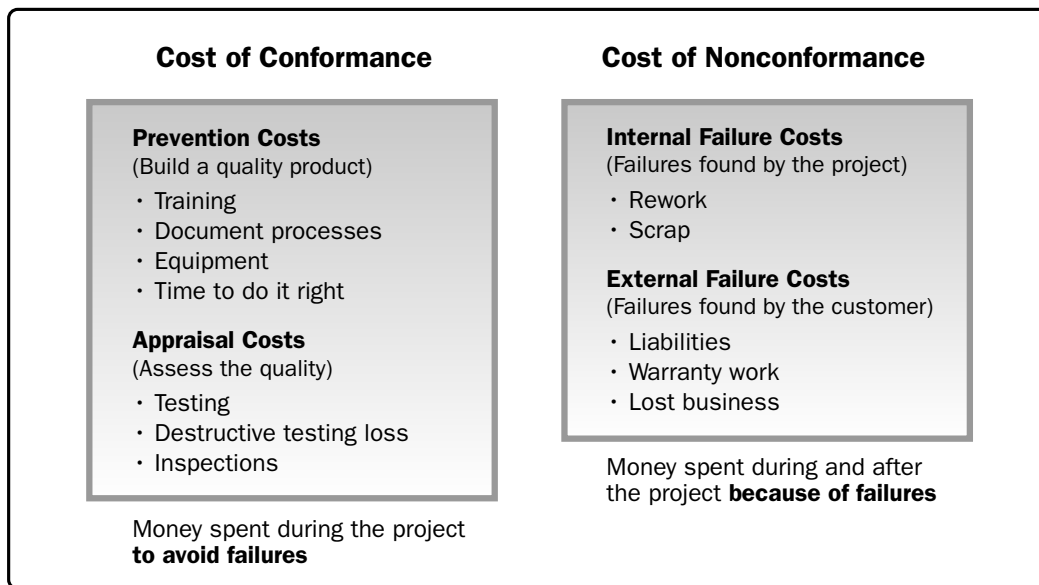 Cost of Conformance
Prevention Costs
(Build a quality product)
· Training
· Document processes
· Equipment
· Time to do it right
Appraisal Costs
(Assess the quality)
· Testing
· Destructive testing loss
· Inspections
Money spent during the project
to avoid failures
Cost of Nonconformance
Internal Failure Costs
(Failures found by the project)
· Rework
· Scrap
External Failure Costs
(Failures found by the customer)
· Liabilities
· Warranty work
· Lost business
Money spent during and after
the project because of failures